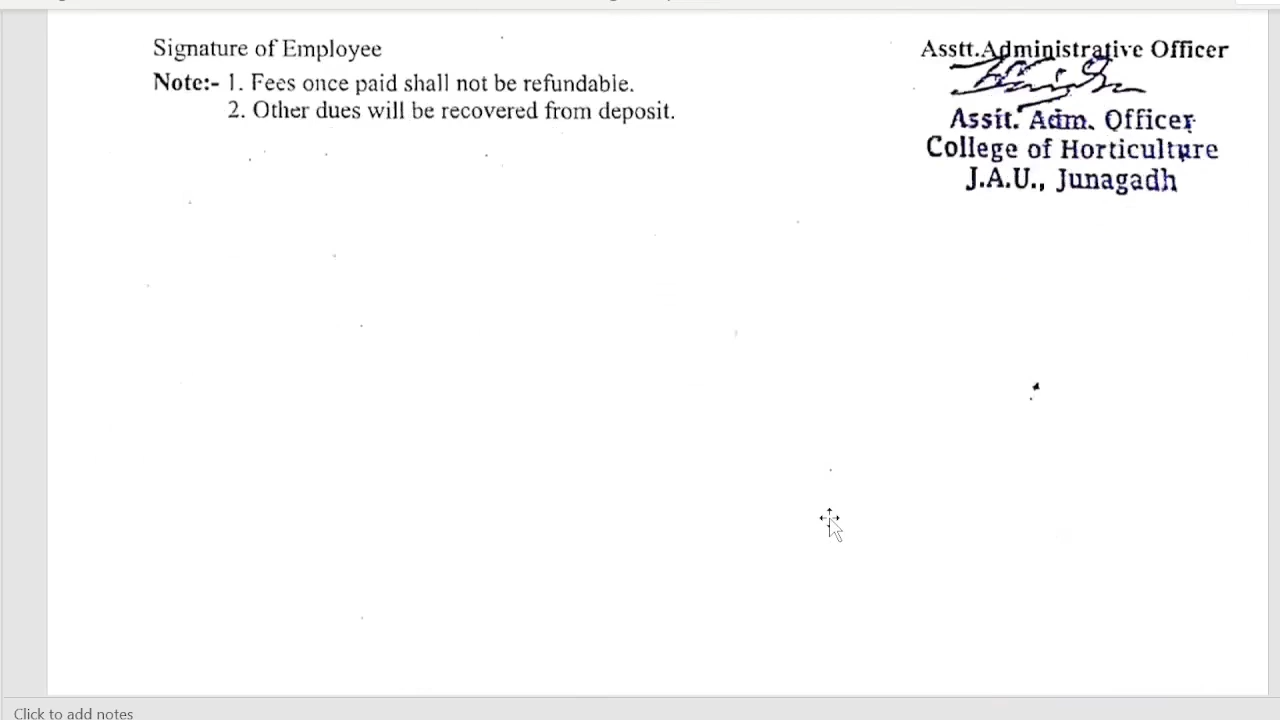 Signature of Employee
Asstt.Administrative Officer
Note:- 1. Fees once paid shall not be refundable.
2. Other dues will be recovered from deposit.
Assit. Adm. Officer
College of Horticulture
J.A.U., Junagadh
Click to add notes